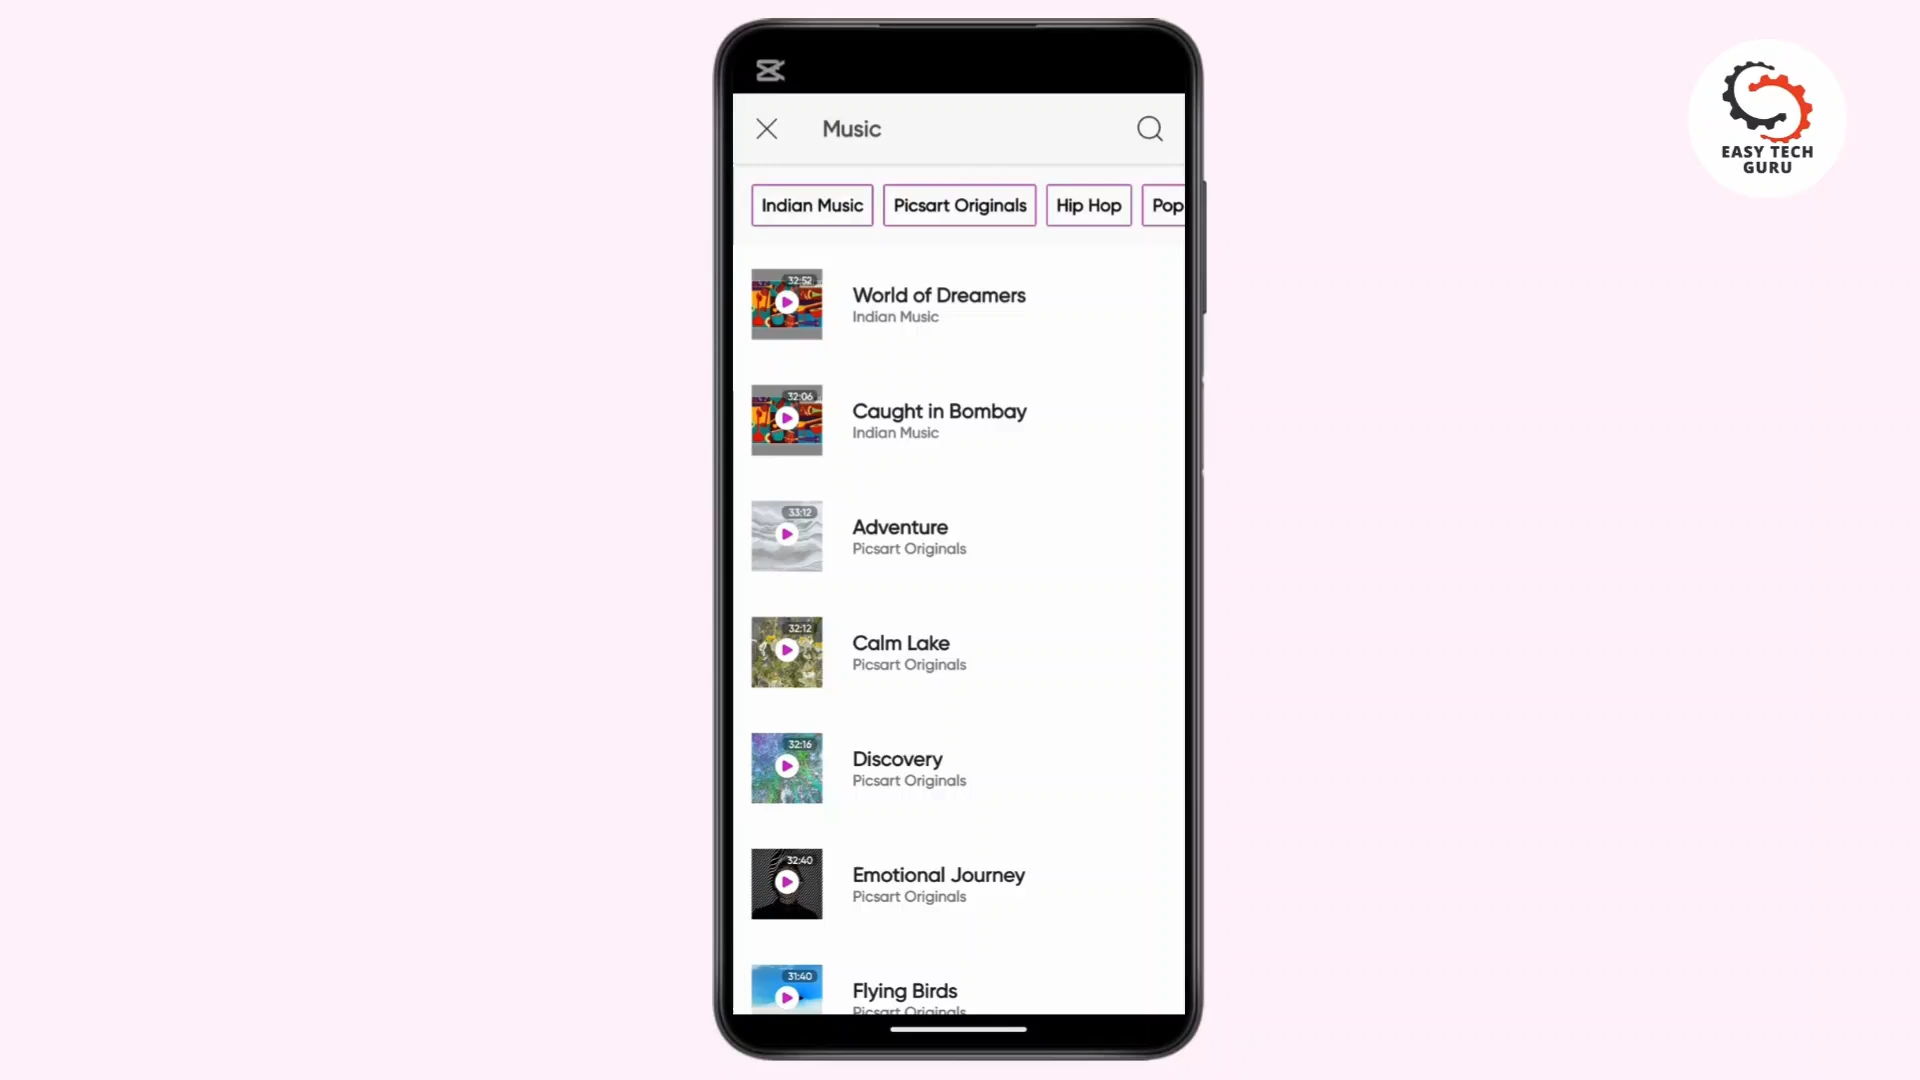 EASY TECH
GURU
Music
Indian Music
Picsart Originals
Hip Hop
Pop
32:52
World of Dreamers
Indian Music
32:06
Caught in Bombay
Indian Music
33:12
Adventure
Picsart Originals
32:12
Calm Lake
Picsart Originals
32:16
Discovery
Picsart Originals
32:40
Emotional Journey
Picsart Originals
31:40
Flying Birds
Picsart Originals